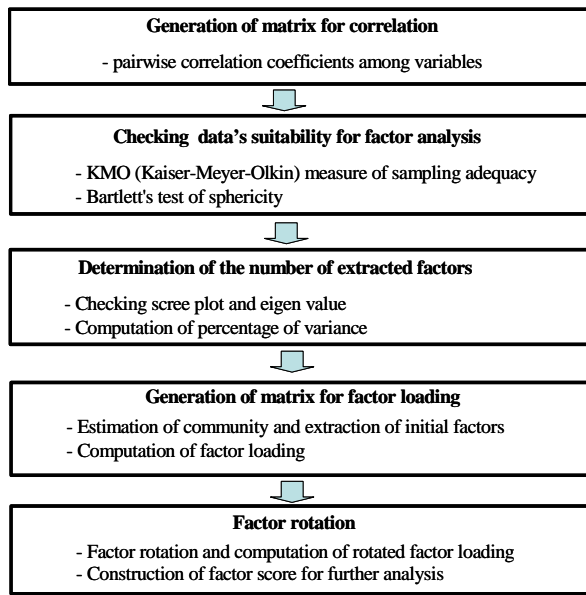 Generation of matrix for correlation
- pairwise correlation coefficients among variables
Checking data's suitability for factor analysis
- KMO (Kaiser-Meyer-Olkin) measure of sampling adequacy
- Bartlett's test of sphericity
Determination of the number of extracted factors
- Checking scree plot and eigen value
- Computation of percentage of variance
Generation of matrix for factor loading
- Estimation of community and extraction of initial factors
- Computation of factor loading
Factor rotation
- Factor rotation and computation of rotated factor loading
- Construction of factor score for further analysis